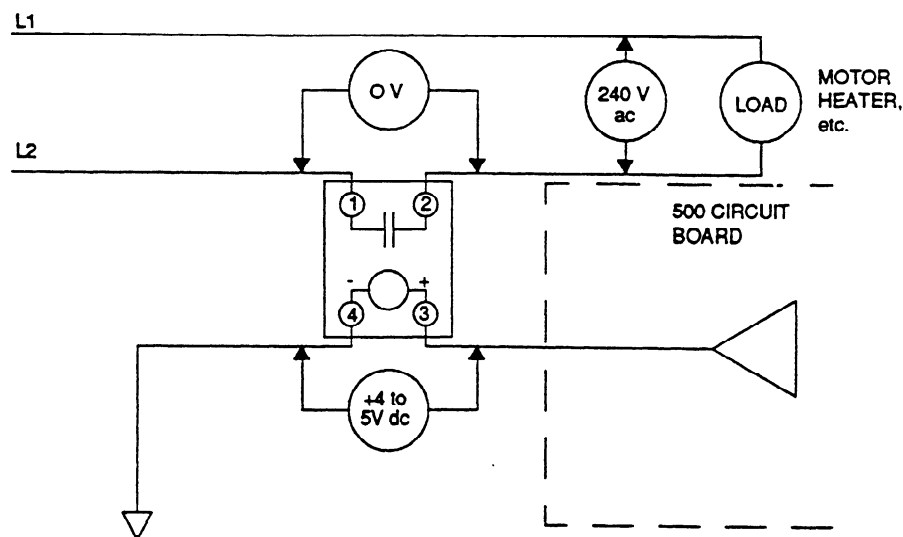 L1
O V
240 V
ac
LOAD
MOTOR
HEATER,
etc.
L2
1
2
500 CIRCUIT
BOARD
- +
4
3
+4 to
5V dc